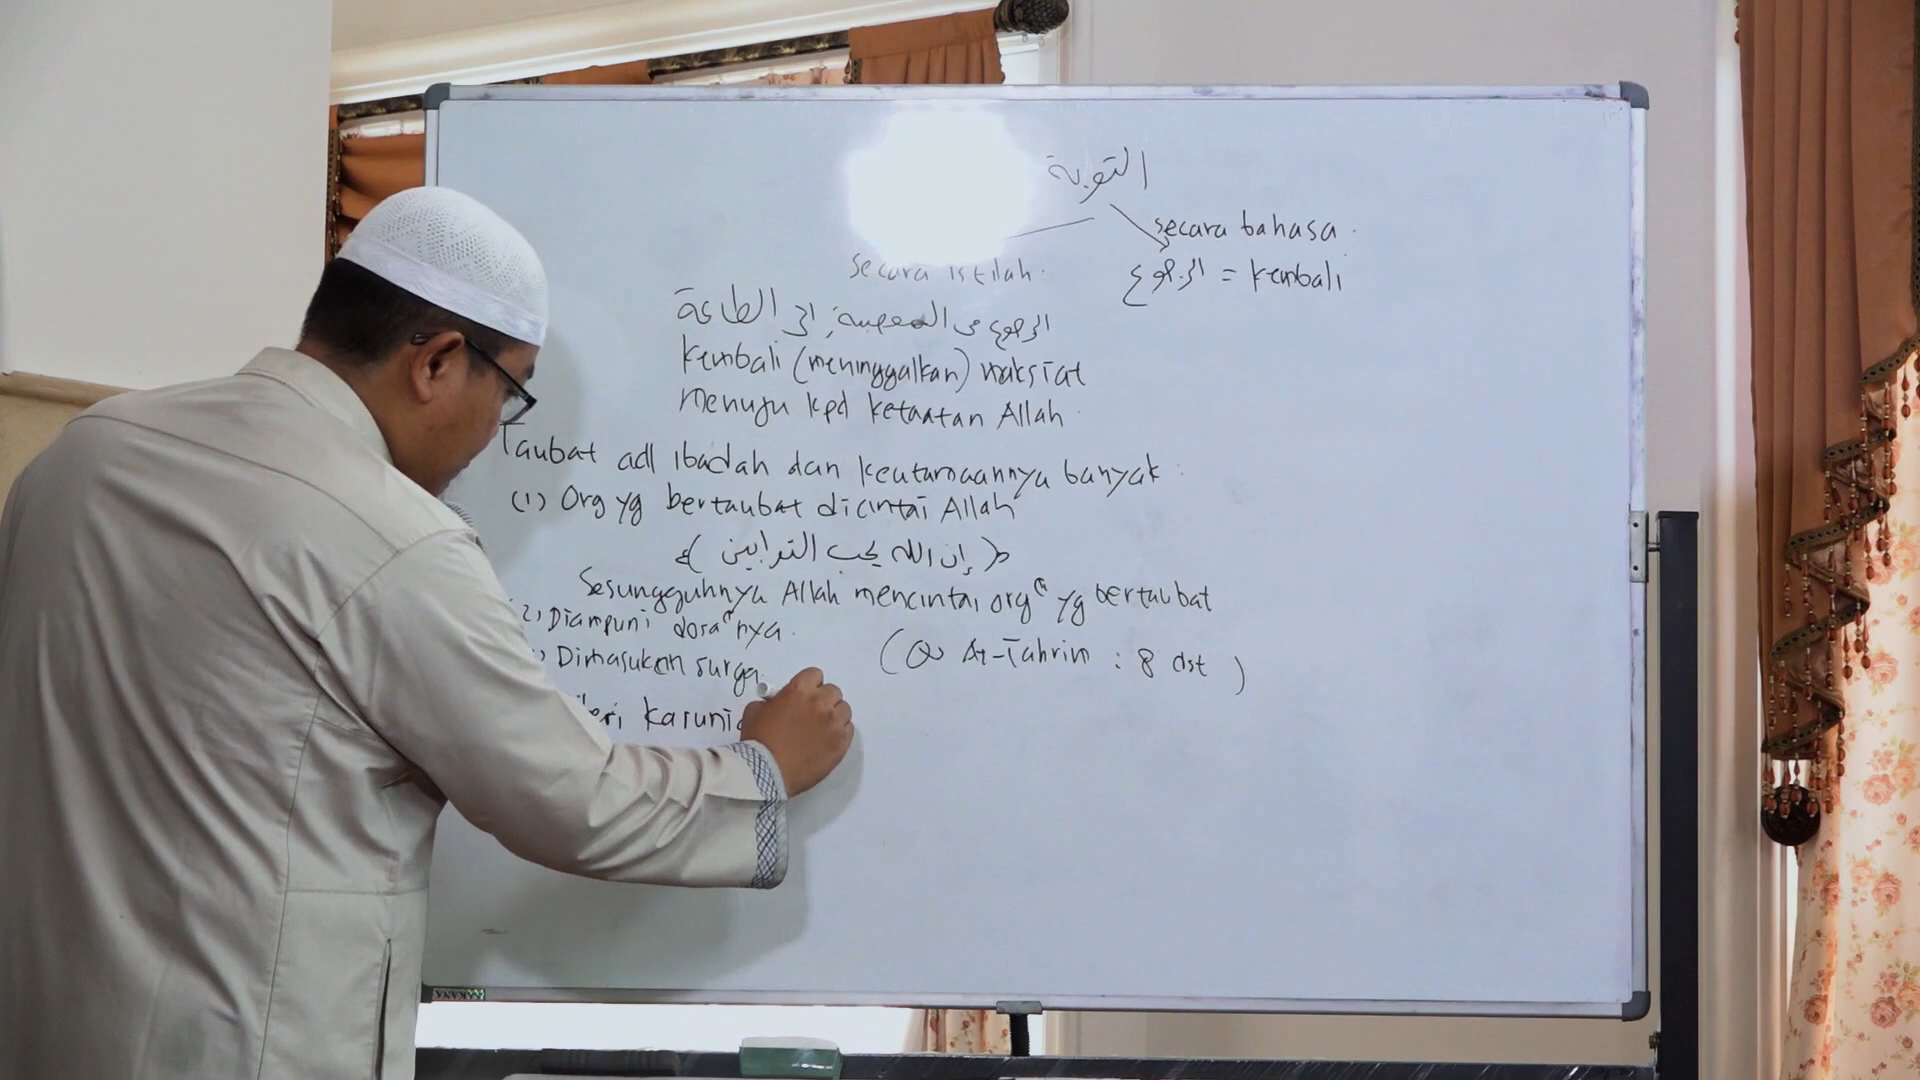 التوبة
secara bahasa
الرجوع = kembali
secara istilah
الرجوع من المعصية إلى الطاعة
kembali (meninggalkan) maksiat
menuju kpd ketaatan Allah
Taubat adl ibadah dan keutamaannya banyak :
(1) Org yg bertaubat dicintai Allah
﴿ إن الله يحب التوابين ﴾
Sesungguhnya Allah mencintai org² yg bertaubat
(2) Diampuni dosa²nya.
) Dimasukan surga
(QS At-Tahrim : 8 dst)
beri karunia